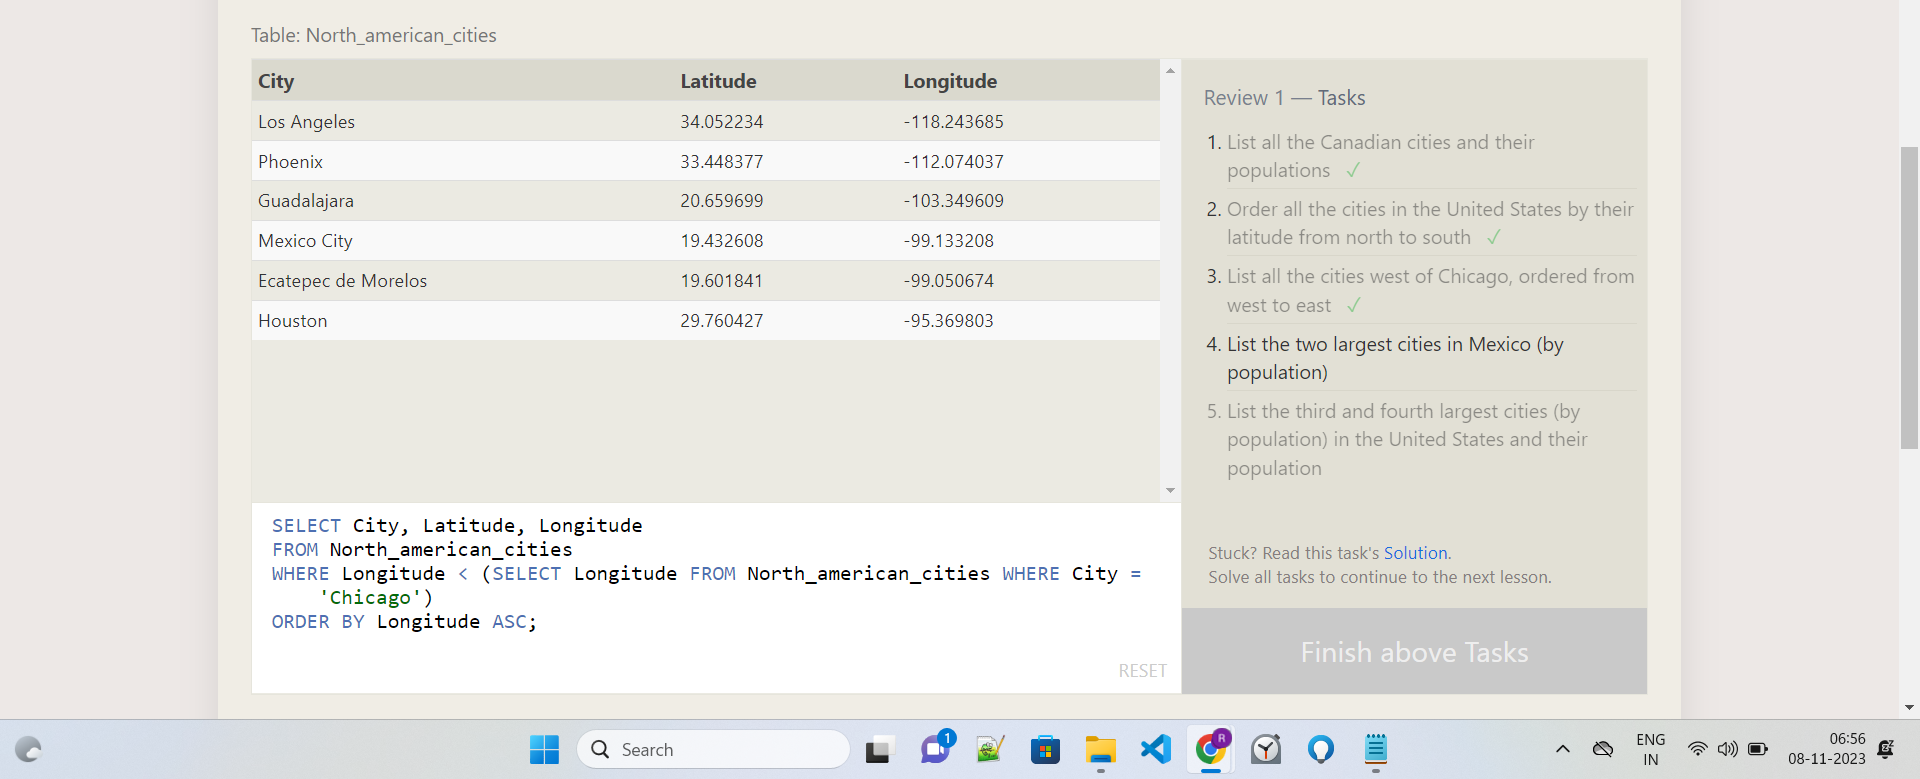 Table: North_american_cities
City Latitude Longitude
Los Angeles 34.052234 -118.243685
Phoenix 33.448377 -112.074037
Guadalajara 20.659699 -103.349609
Mexico City 19.432608 -99.133208
Ecatepec de Morelos 19.601841 -99.050674
Houston 29.760427 -95.369803
SELECT City, Latitude, Longitude
FROM North_american_cities
WHERE Longitude < (SELECT Longitude FROM North_american_cities WHERE City =
'Chicago')
ORDER BY Longitude ASC;
RESET
Review 1 — Tasks
1. List all the Canadian cities and their
populations ✓
2. Order all the cities in the United States by their
latitude from north to south ✓
3. List all the cities west of Chicago, ordered from
west to east ✓
4. List the two largest cities in Mexico (by
population)
5. List the third and fourth largest cities (by
population) in the United States and their
population
Stuck? Read this task's Solution.
Solve all tasks to continue to the next lesson.
Finish above Tasks
Search
1
R
ENG
IN
06:56
08-11-2023